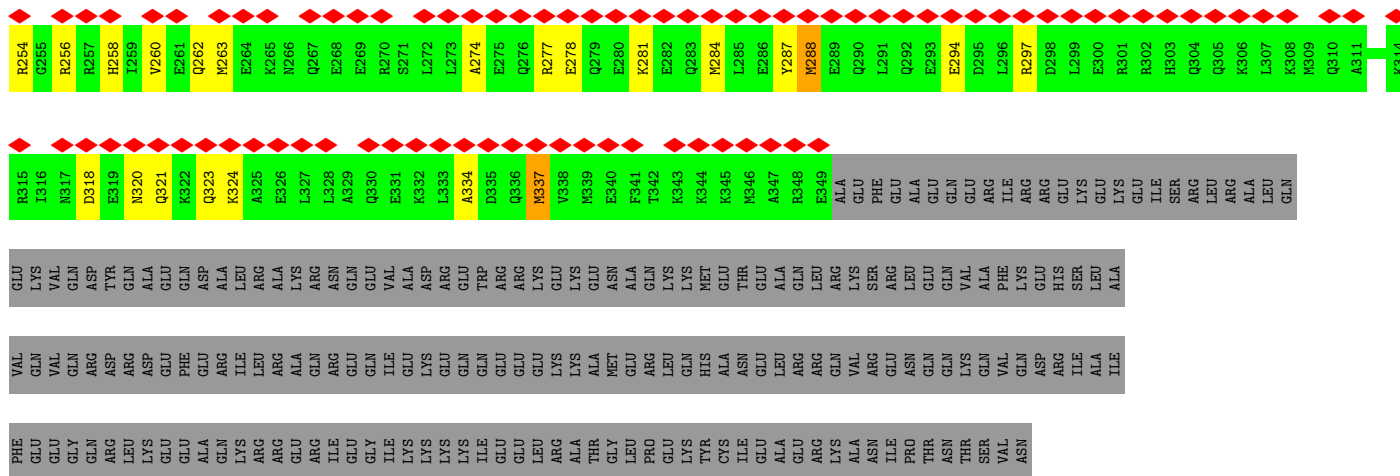 R254 G255 R256 R257 H258 I259 V260 E261 Q262 M263 E264 K265 N266 Q267 E268 E269 R270 S271 L272 L273 A274 E275 Q276 R277 E278 Q279 E280 K281 E282 Q283 M284 L285 E286 Y287 M288 E289 Q290 L291 Q292 E293 E294 D295 L296 R297 D298 L299 E300 R301 R302 H303 Q304 Q305 K306 L307 K308 M309 Q310 A311 K314
R315 I316 N317 D318 E319 N320 Q321 K322 Q323 K324 A325 E326 L327 L328 A329 Q330 E331 K332 L333 A334 D335 Q336 M337 V338 M339 E340 F341 T342 K343 K344 K345 M346 A347 R348 E349 ALA GLU PHE GLU ALA GLU GLN GLU ARG ILE ARG ARG GLU LYS GLU LYS GLU ILE SER ARG LEU ARG ALA LEU GLN
GLU LYS VAL GLN ASP TYR GLN ALA GLU GLN ASP ALA LEU ARG ALA LYS ARG ASN GLN GLU VAL ALA ASP ARG GLU TRP ARG ARG LYS GLU LYS GLU ASN ALA GLN LYS LYS MET GLU THR GLU ALA GLN LEU ARG LYS SER ARG LEU GLU GLN VAL ALA PHE LYS GLU HIS SER LEU ALA
VAL GLN VAL GLN ARG ASP ARG ASP GLU PHE GLU ARG ILE LEU ARG ALA GLN ARG GLU GLN ILE GLU LYS GLU GLN GLN GLU GLU GLU LYS LYS ALA MET GLU ARG LEU GLN HIS ALA ASN GLU LEU ARG ARG GLN VAL ARG GLU ASN GLN GLN LYS GLN VAL GLN ASP ARG ILE ALA ILE
PHE GLU GLU GLY GLN ARG LEU LYS GLU GLU ALA GLN LYS ARG ARG GLU ARG ILE GLU GLY ILE LYS LYS LYS LYS ILE GLU GLU LEU ARG ALA THR GLY LEU PRO GLU LYS TYR CYS ILE GLU ALA GLU ARG LYS ALA ASN ILE PRO THR ASN THR SER VAL ASN